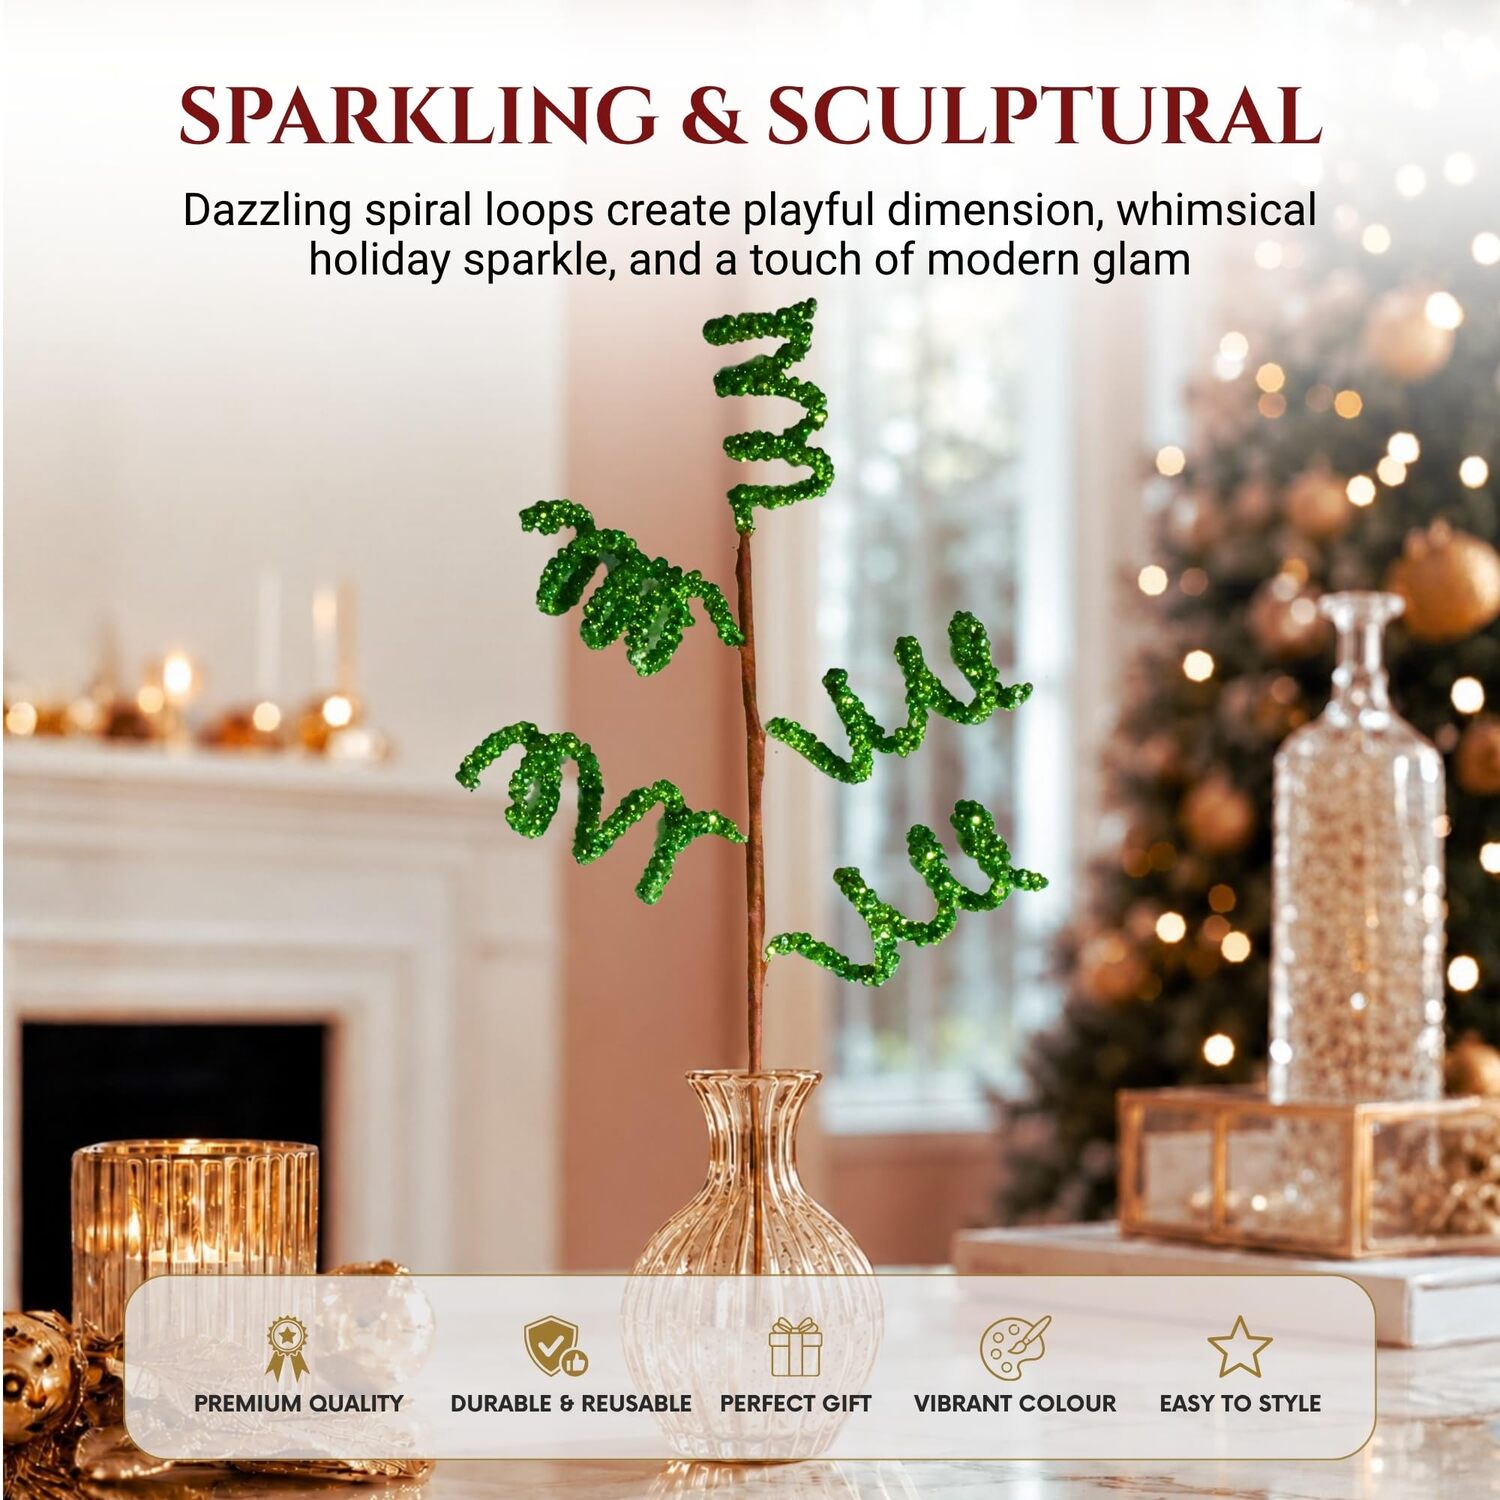 SPARKLING & SCULPTURAL
Dazzling spiral loops create playful dimension, whimsical
holiday sparkle, and a touch of modern glam
PREMIUM QUALITY
DURABLE & REUSABLE
PERFECT GIFT
VIBRANT COLOUR
EASY TO STYLE